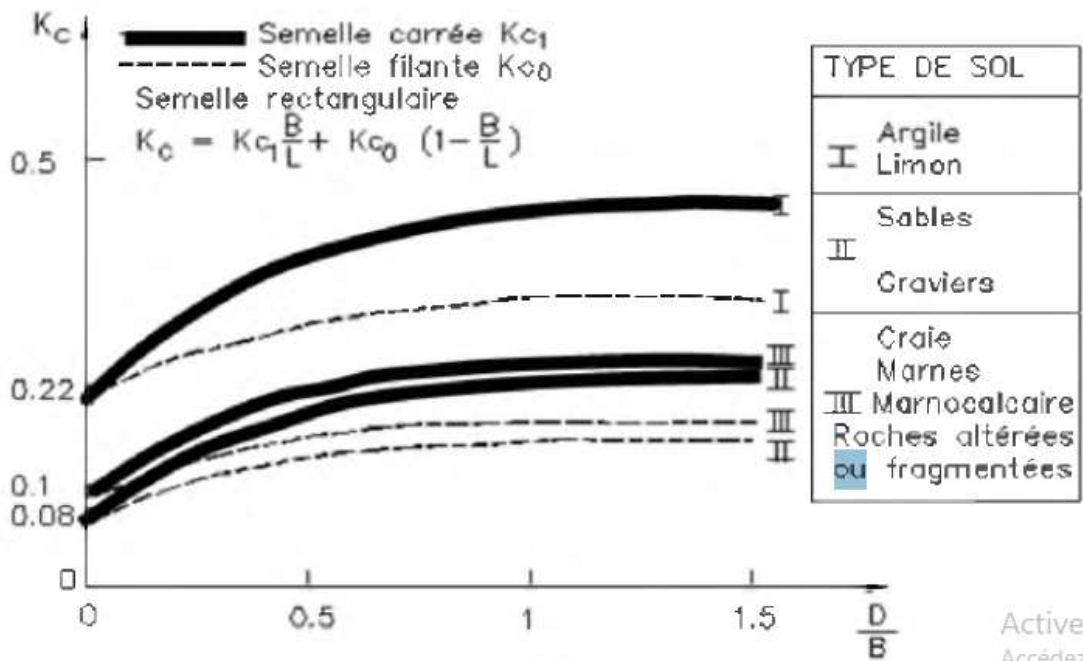 Kc
Semelle carrée Kc1
Semelle filante Kc0
Semelle rectangulaire
Kc = Kc1 B/L + Kc0 (1-B/L)
0.5
0.22
0.1
0.08
0
0
0.5
1
1.5
D/B
I
I
III
II
III
II
TYPE DE SOL
I Argile
Limon
II Sables
Graviers
Craie
Marnes
III Marnocalcaire
Roches altérées
ou fragmentées
Active
Accédez